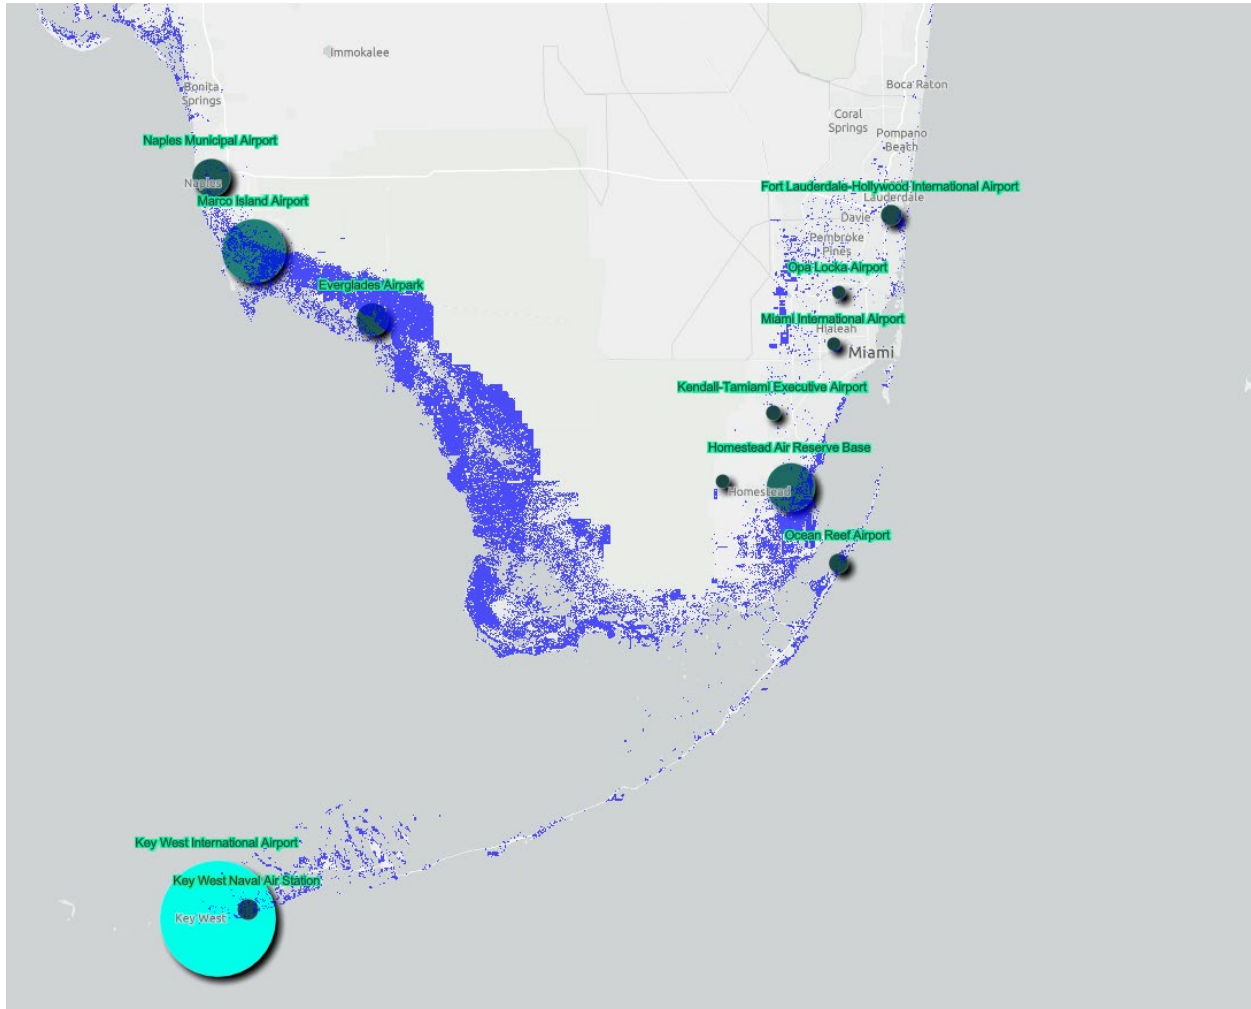 Immokalee
Bonita
Springs
Boca Raton
Coral
Springs
Pompano
Beach
Naples Municipal Airport
Naples
Marco Island Airport
Fort Lauderdale-Hollywood International Airport
Lauderdale
Davie
Pembroke
Pines
Opa Locka Airport
Everglades Airpark
Miami International Airport
Hialeah
Miami
Kendall-Tamiami Executive Airport
Homestead Air Reserve Base
Homestead
Ocean Reef Airport
Key West International Airport
Key West Naval Air Station
Key West